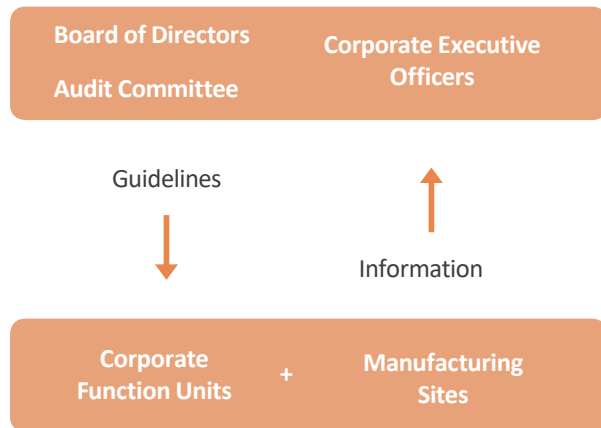 Board of Directors
Audit Committee
Corporate Executive
Officers
Guidelines
Information
Corporate
Function Units
+
Manufacturing
Sites